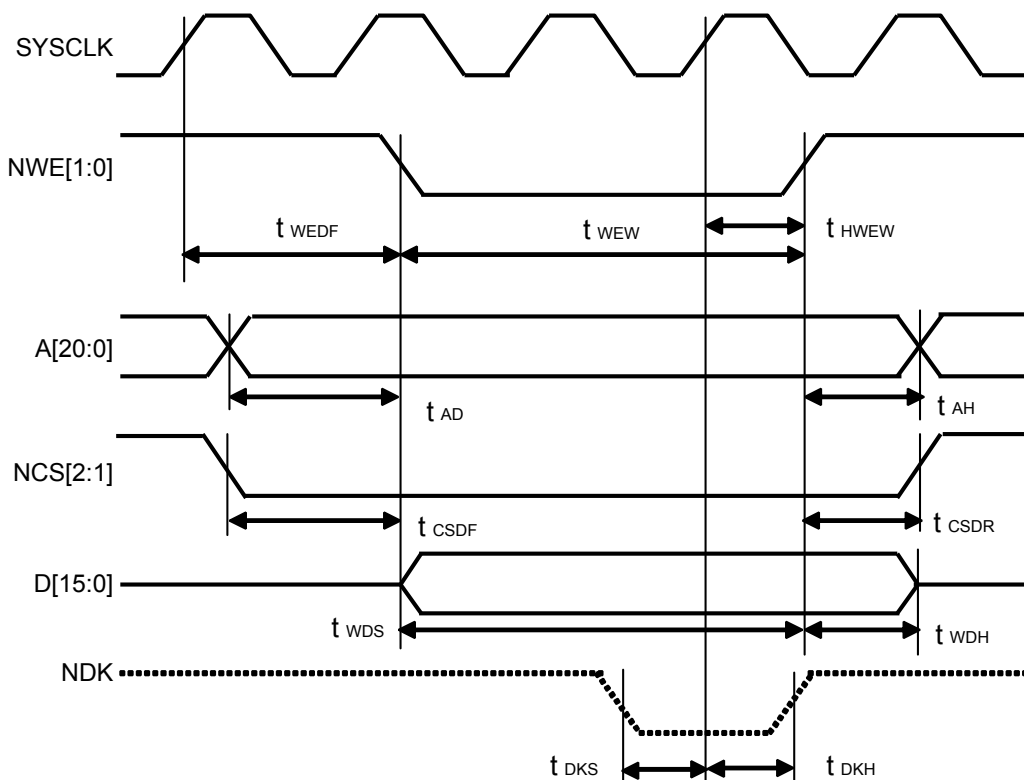 SYSCLK
NWE[1:0]
t WEDF
t WEW
t HWEW
A[20:0]
t AD
t AH
NCS[2:1]
t CSDF
t CSDR
D[15:0]
t WDS
t WDH
NDK
t DKS
t DKH